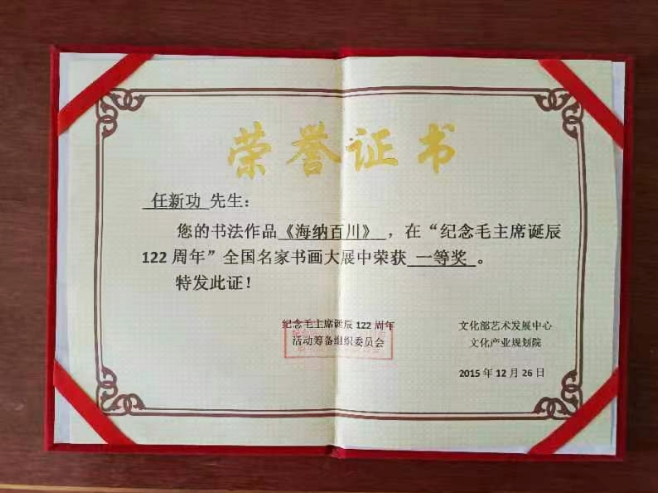 荣誉证书
任新功 先生：
您的书法作品《海纳百川》，在“纪念毛主席诞辰
122周年”全国名家书画大展中荣获 一等奖 。
特发此证！
纪念毛主席诞辰122周年
活动筹备组织委员会
文化部艺术发展中心
文化产业规划院
2015年12月26日